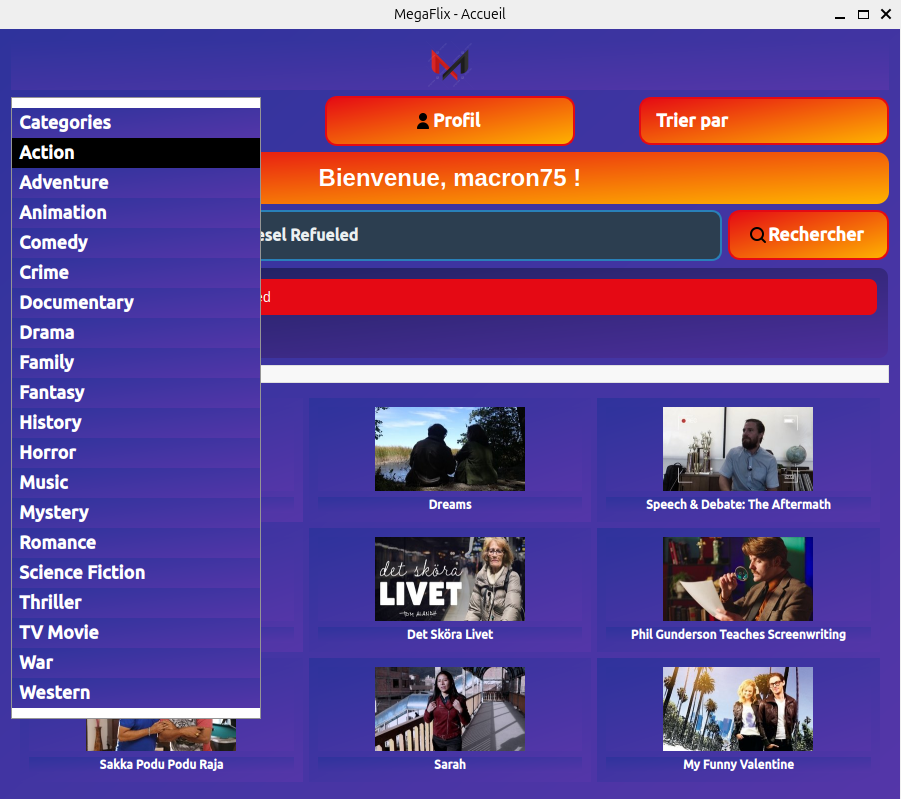 MegaFlix - Accueil
Profil
Trier par
Categories
Action
Adventure
Animation
Comedy
Crime
Documentary
Drama
Family
Fantasy
History
Horror
Music
Mystery
Romance
Science Fiction
Thriller
TV Movie
War
Western
Bienvenue, macron75 !
esel Refueled
Rechercher
ed
Dreams
Speech & Debate: The Aftermath
det sköra
LIVET
Det Sköra Livet
Phil Gunderson Teaches Screenwriting
Sakka Podu Podu Raja
Sarah
My Funny Valentine